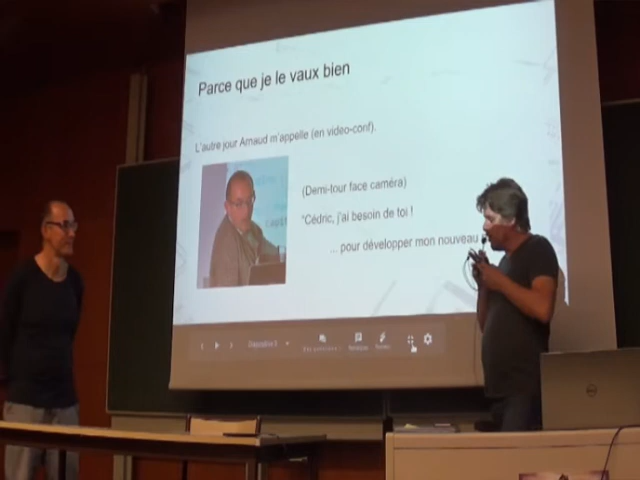 Parce que je le vaux bien
L'autre jour Arnaud m'appelle (en video-conf).
(Demi-tour face caméra)
"Cédric, j'ai besoin de toi !
... pour développer mon nouveau
DELL